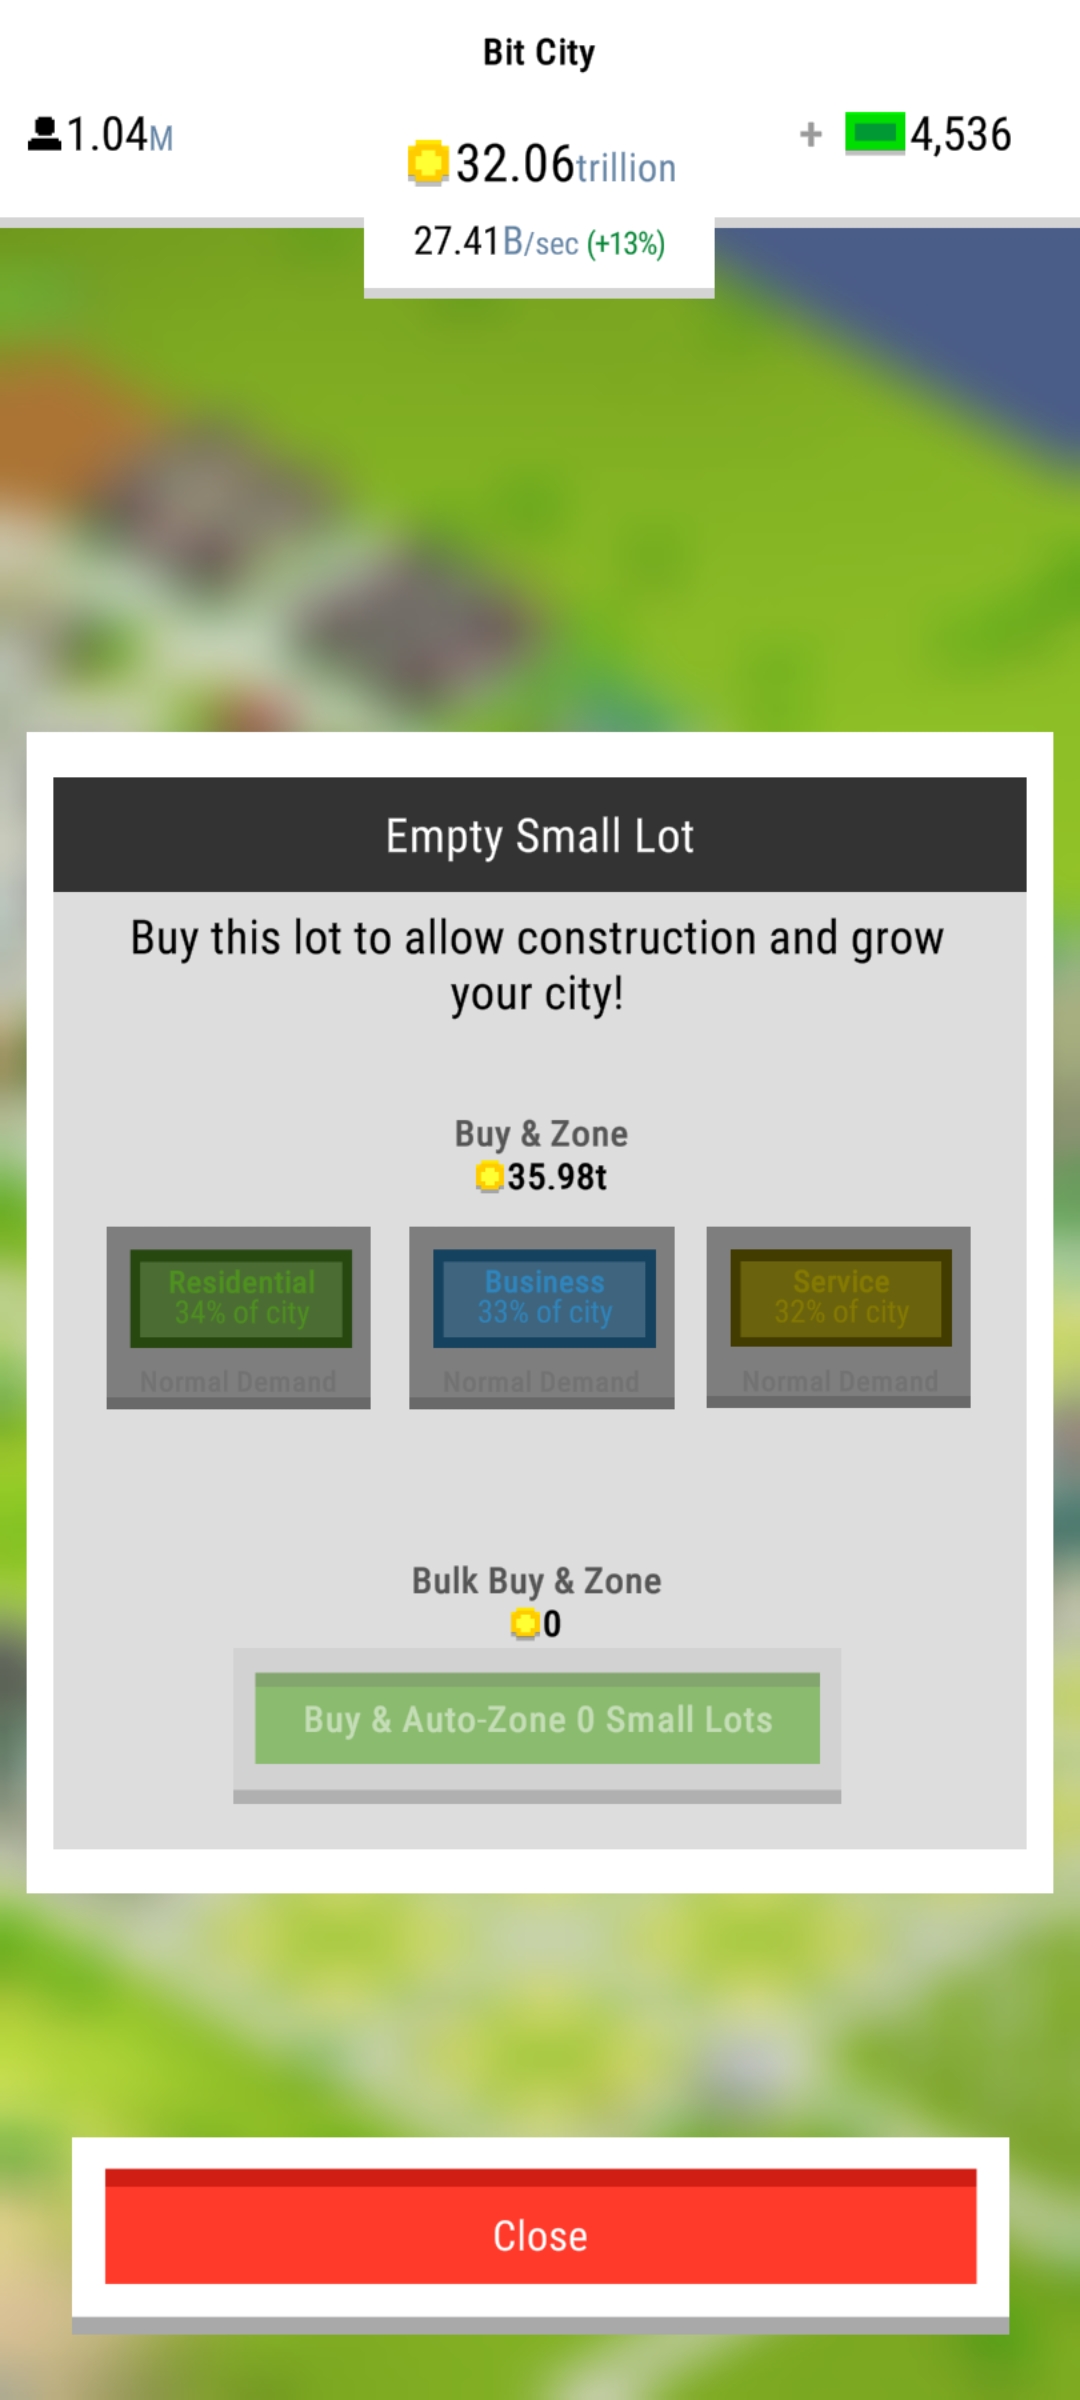 Bit City
1.04M
32.06trillion
+ 4,536
27.41B/sec (+13%)
Empty Small Lot
Buy this lot to allow construction and grow
your city!
Buy & Zone
35.98t
Residential
34% of city
Normal Demand
Business
33% of city
Normal Demand
Service
32% of city
Normal Demand
Bulk Buy & Zone
0
Buy & Auto-Zone 0 Small Lots
Close